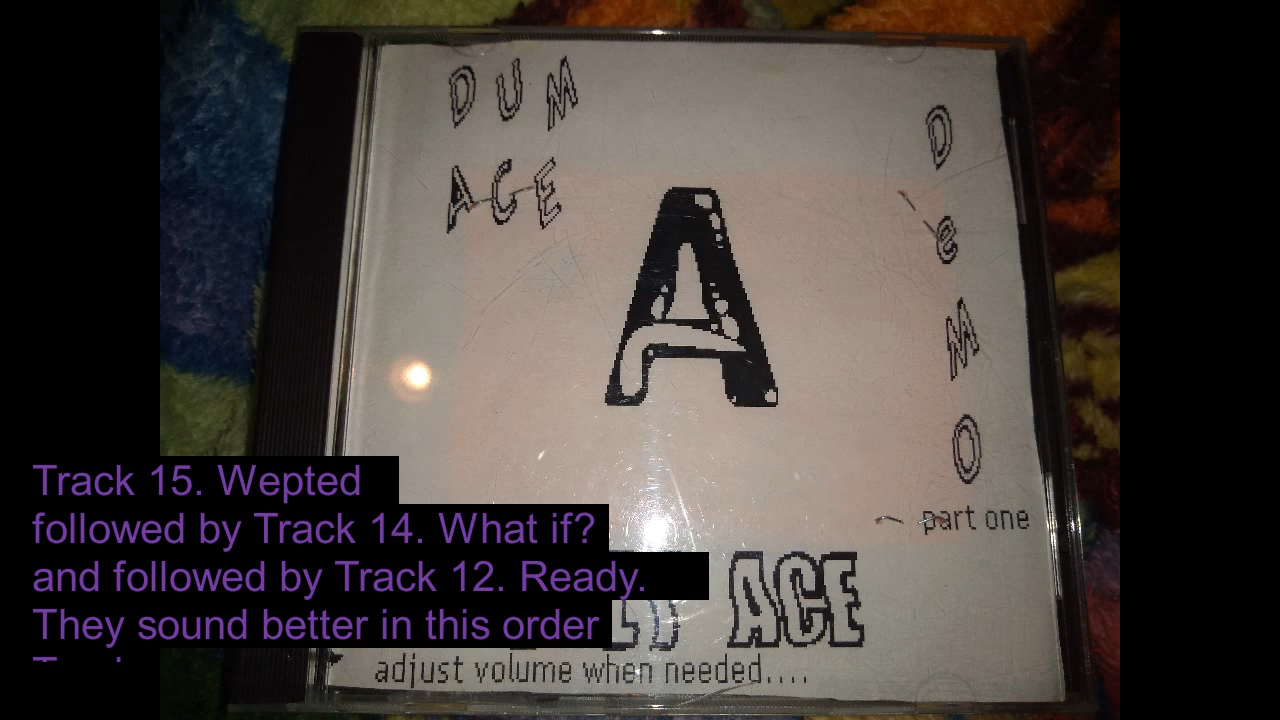 DUM
ACE
DEMO
A
part one
ACE
adjust volume when needed....
Track 15. Wepted
followed by Track 14. What if?
and followed by Track 12. Ready.
They sound better in this order